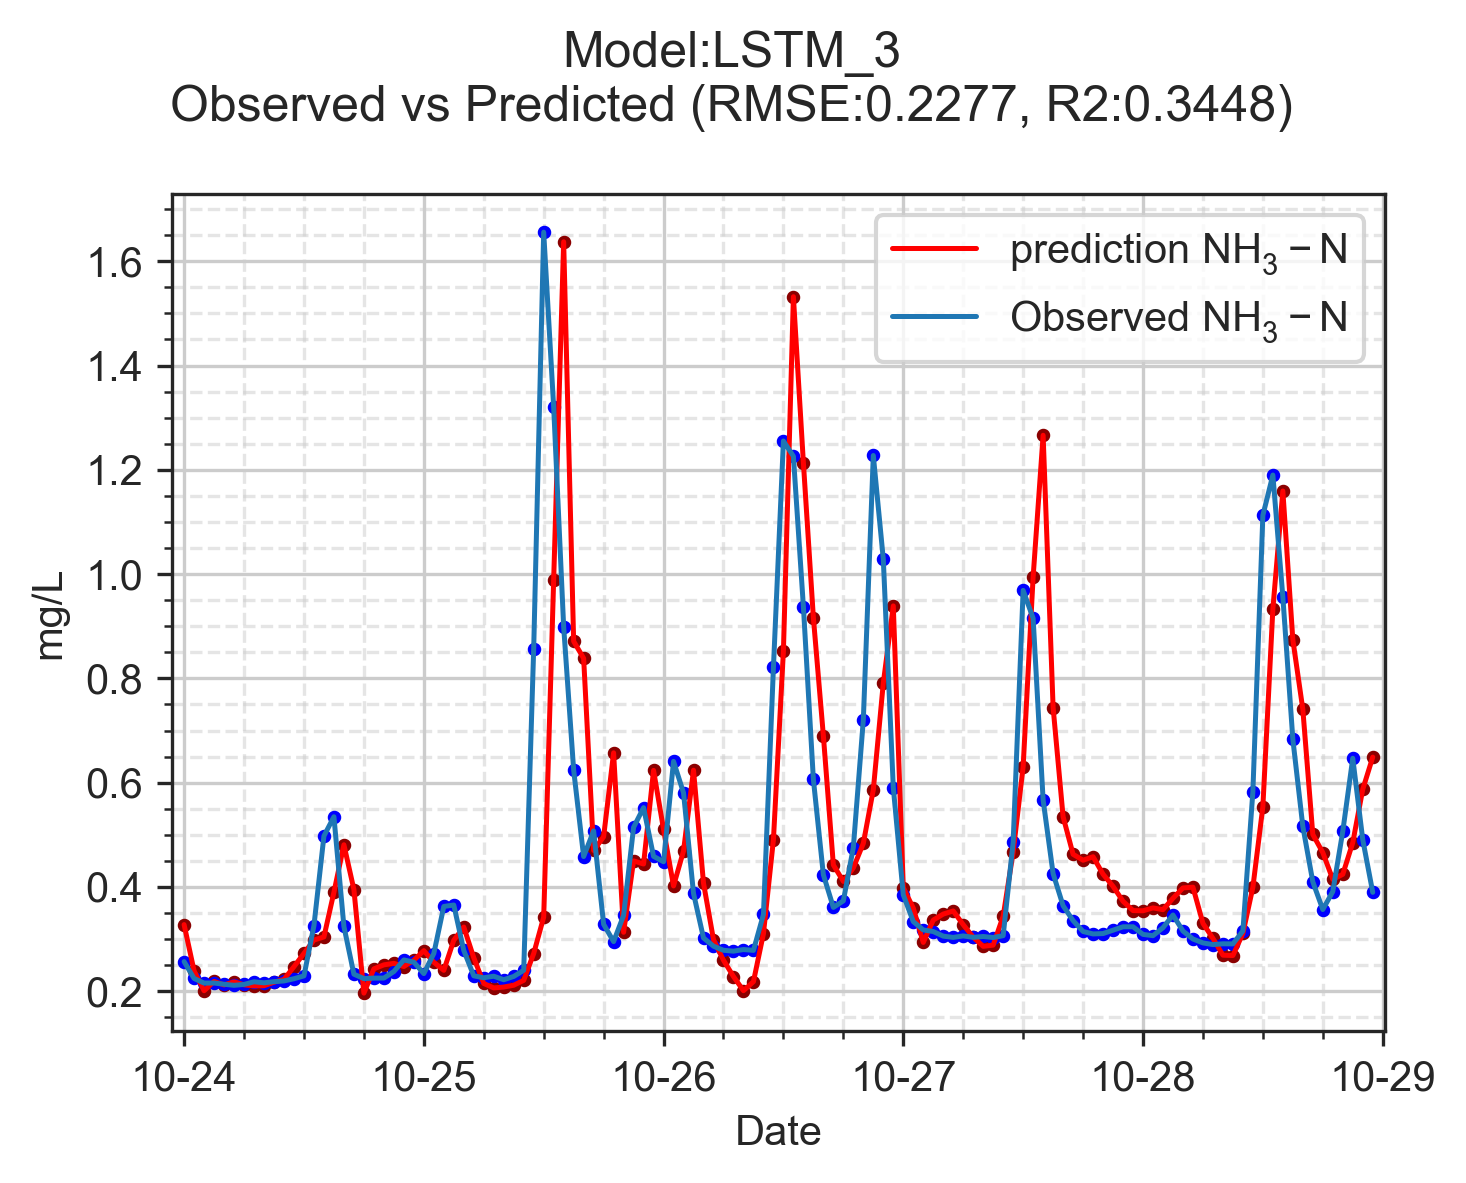 Model:LSTM_3
Observed vs Predicted (RMSE:0.2277, R2:0.3448)
prediction NH₃ − N
Observed NH₃ − N
1.6
1.4
1.2
1.0
0.8
0.6
0.4
0.2
mg/L
10-24 10-25 10-26 10-27 10-28 10-29
Date